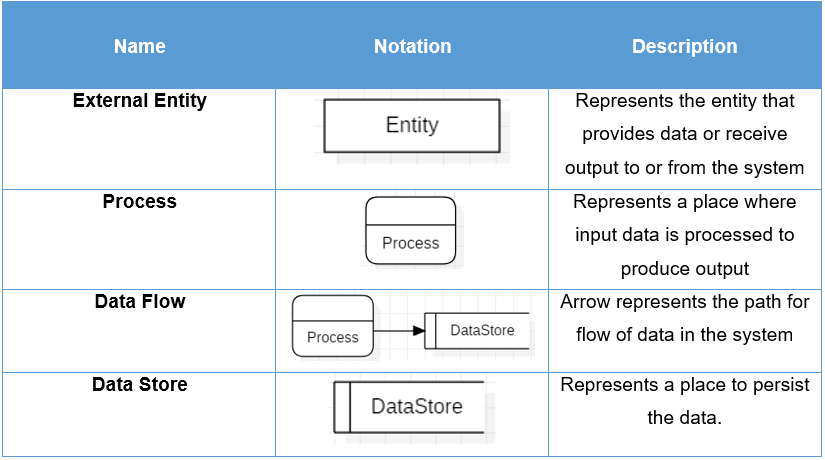 Name
Notation
Description
External Entity
Entity
Represents the entity that
provides data or receive
output to or from the system
Process
Process
Represents a place where
input data is processed to
produce output
Data Flow
Process
DataStore
Arrow represents the path for
flow of data in the system
Data Store
DataStore
Represents a place to persist
the data.